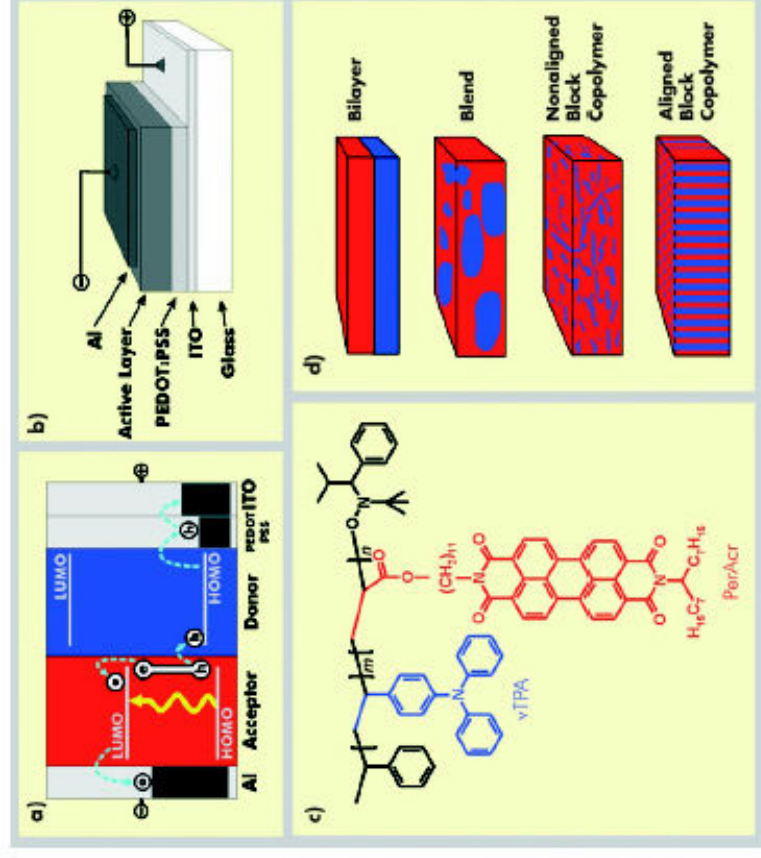 a)
LUMO
LUMO
HOMO
HOMO
e
e
e
h
h
h
Al
Acceptor
Donor
PEDOT
PSS
ITO
b)
Al
Active Layer
PEDOT:PSS
ITO
Glass
c)
m
n
O
N
O
O
(CH2)11
O
N
O
O
N
O
H15C7
C7H15
PerAcr
N
vTPA
d)
Bilayer
Blend
Nonaligned
Block
Copolymer
Aligned
Block
Copolymer